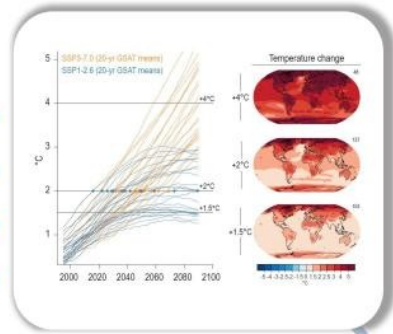 SSP3-7.0 (20-yr GSAT means)
SSP1-2.6 (20-yr GSAT means)
5
4
3
2
1
°C
+4°C
+2°C
+1.5°C
2000 2020 2040 2060 2080 2100
Temperature change
+4°C
+2°C
+1.5°C
°C